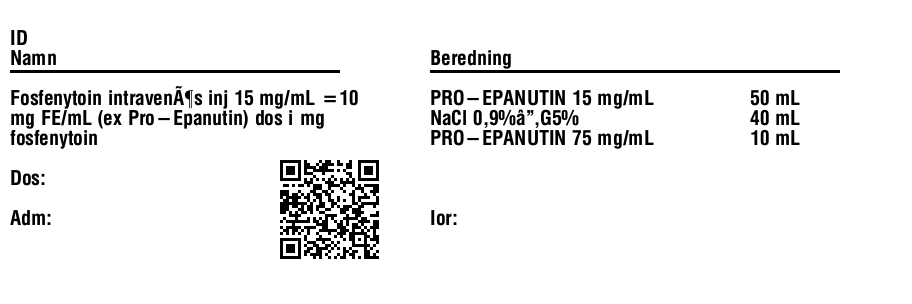 ID
Namn
Fosfenytoin intravenÃ¶s inj 15 mg/mL =10
mg FE/mL (ex Pro–Epanutin) dos i mg
fosfenytoin
Dos:
Adm:
Beredning
PRO–EPANUTIN 15 mg/mL 50 mL
NaCl 0,9%â”‚G5% 40 mL
PRO–EPANUTIN 75 mg/mL 10 mL
Ior: